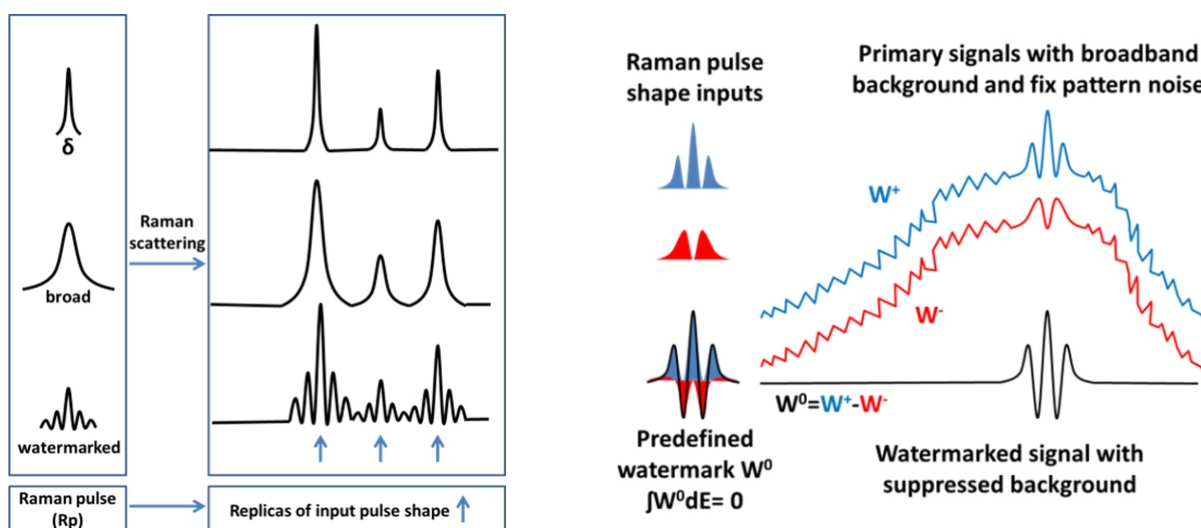 δ
broad
watermarked
Raman
scattering
Raman pulse
(Rp)
Replicas of input pulse shape
Raman pulse
shape inputs
Primary signals with broadband
background and fix pattern noise
W⁺
W⁻
W⁰=W⁺-W⁻
Predefined
watermark W⁰
∫W⁰dE= 0
Watermarked signal with
suppressed background